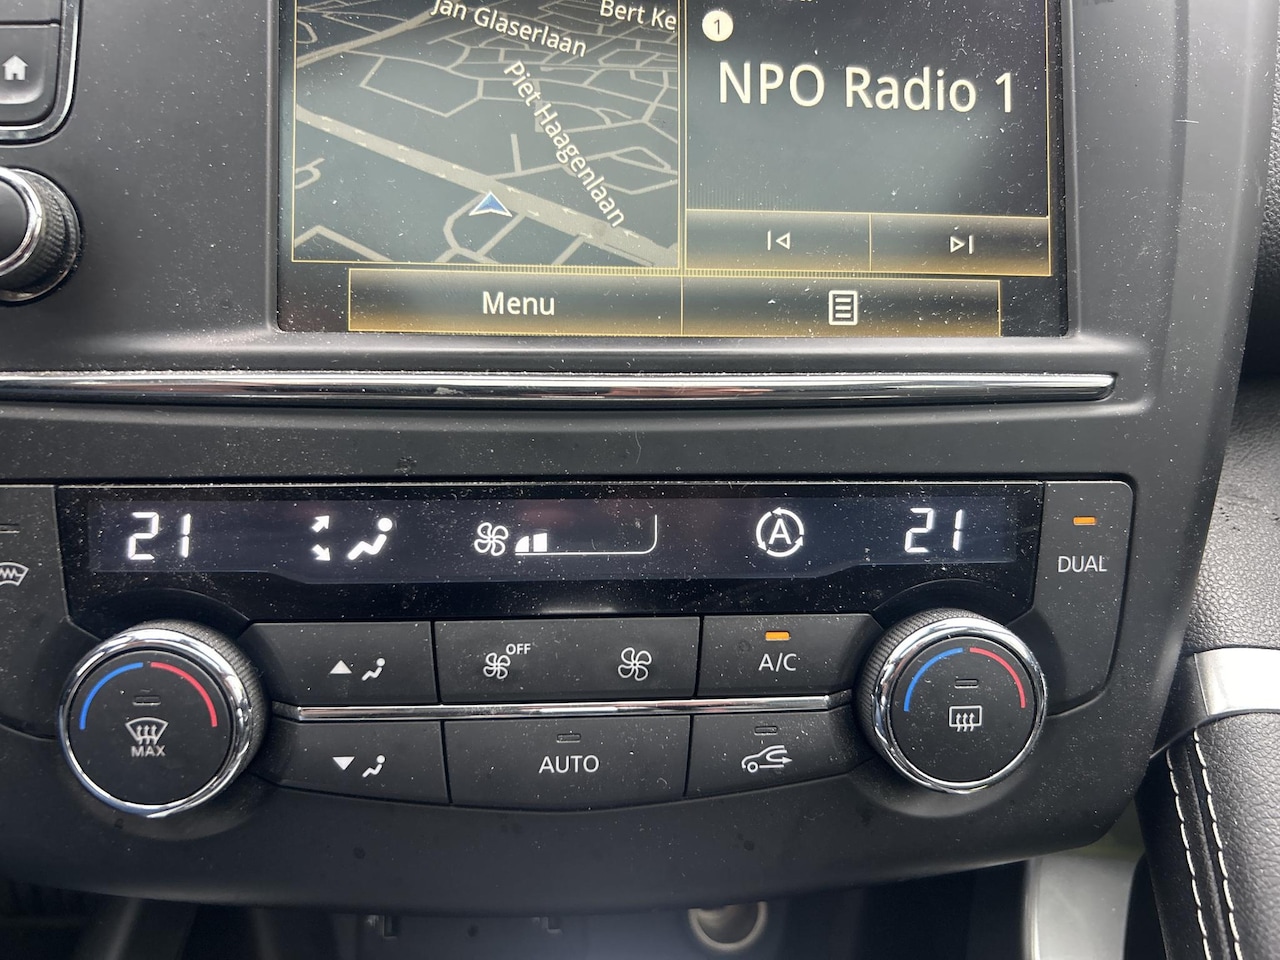 Jan Glaserlaan
Bert Ke
Piet Haagenlaan
1
NPO Radio 1
Menu
21
A
21
DUAL
OFF
A/C
MAX
AUTO